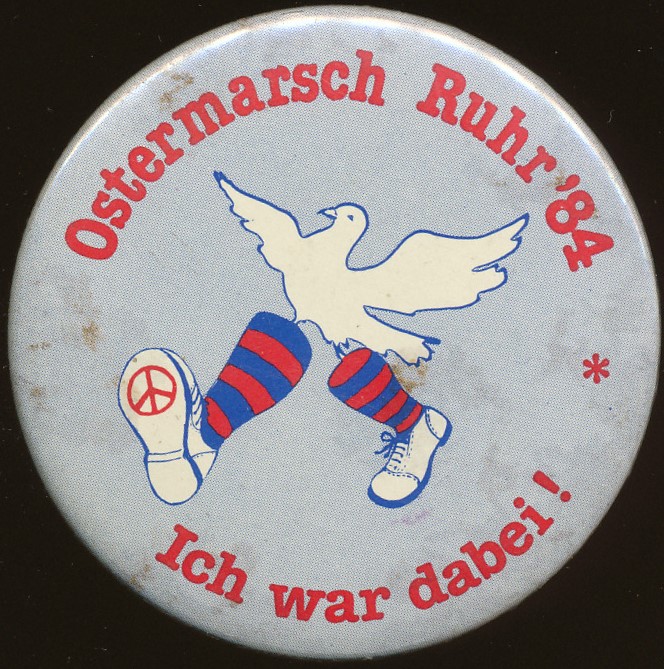 Ostermarsch Ruhr '84
*
Ich war dabei!